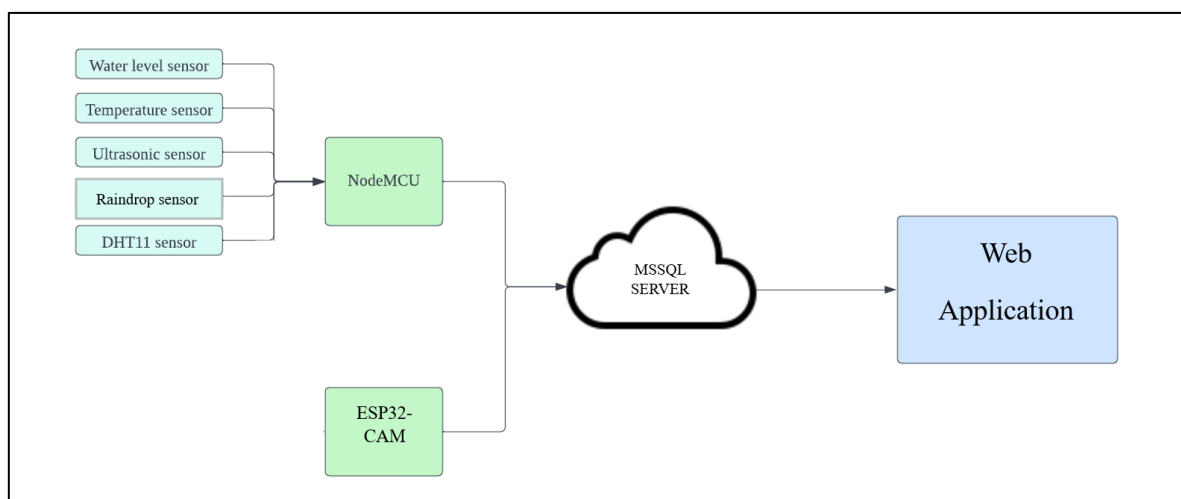 Water level sensor
Temperature sensor
Ultrasonic sensor
Raindrop sensor
DHT11 sensor
NodeMCU
ESP32-
CAM
MSSQL
SERVER
Web
Application